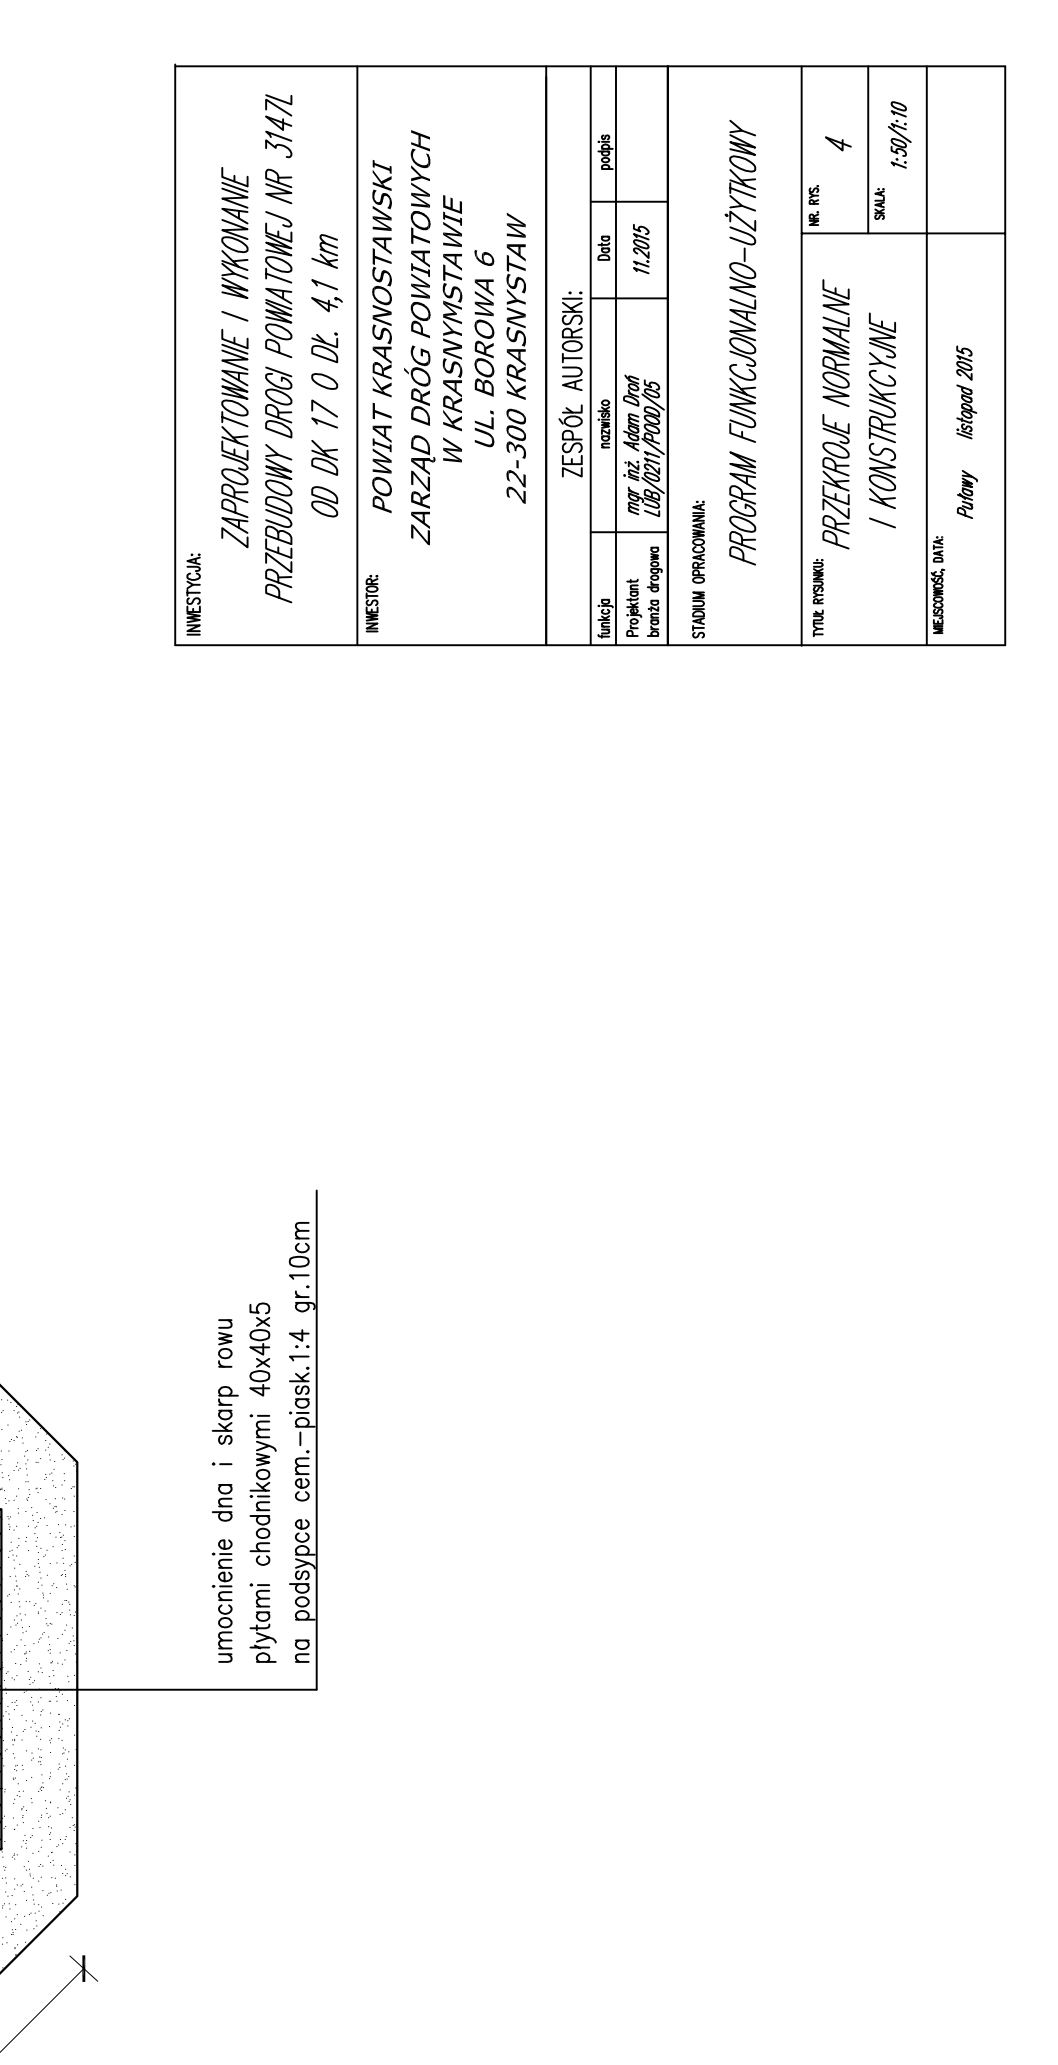 INWESTYCJA:
ZAPROJEKTOWANIE I WYKONANIE
PRZEBUDOWY DROGI POWIATOWEJ NR 3147L
OD DK 17 O DŁ. 4,1 km
INWESTOR:
POWIAT KRASNOSTAWSKI
ZARZĄD DRÓG POWIATOWYCH
W KRASNYMSTAWIE
UL. BOROWA 6
22-300 KRASNYSTAW
ZESPÓŁ AUTORSKI:
funkcja nazwisko Data podpis
Projektant
branża drogowa
mgr inż. Adam Droń
LUB/0211/POOD/05
11.2015
STADIUM OPRACOWANIA:
PROGRAM FUNKCJONALNO-UŻYTKOWY
TYTUŁ RYSUNKU:
PRZEKROJE NORMALNE
I KONSTRUKCYJNE
NR. RYS.
4
SKALA:
1:50/1:10
MIEJSCOWOŚĆ, DATA:
Puławy listopad 2015
umocnienie dna i skarp rowu
płytami chodnikowymi 40x40x5
na podsypce cem.-piask.1:4 gr.10cm